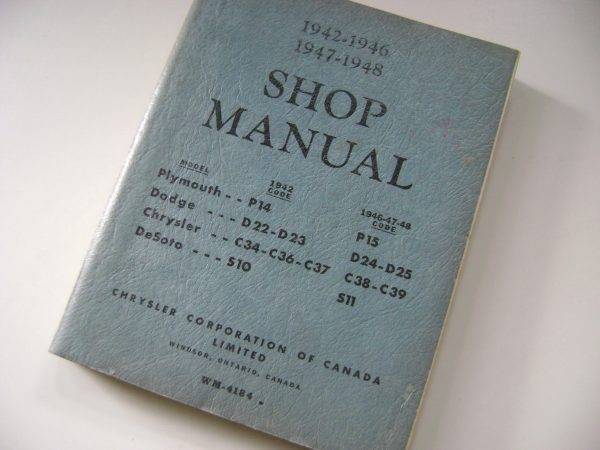 1942-1946
1947-1948
SHOP
MANUAL
MODEL 1942 CODE 1946-47-48 CODE
Plymouth - - P14 P15
Dodge - - - D22-D23 D24-D25
Chrysler - - C34-C36-C37 C38-C39
DeSoto - - - S10 S11
CHRYSLER CORPORATION OF CANADA
LIMITED
WINDSOR, ONTARIO, CANADA
WM-4184